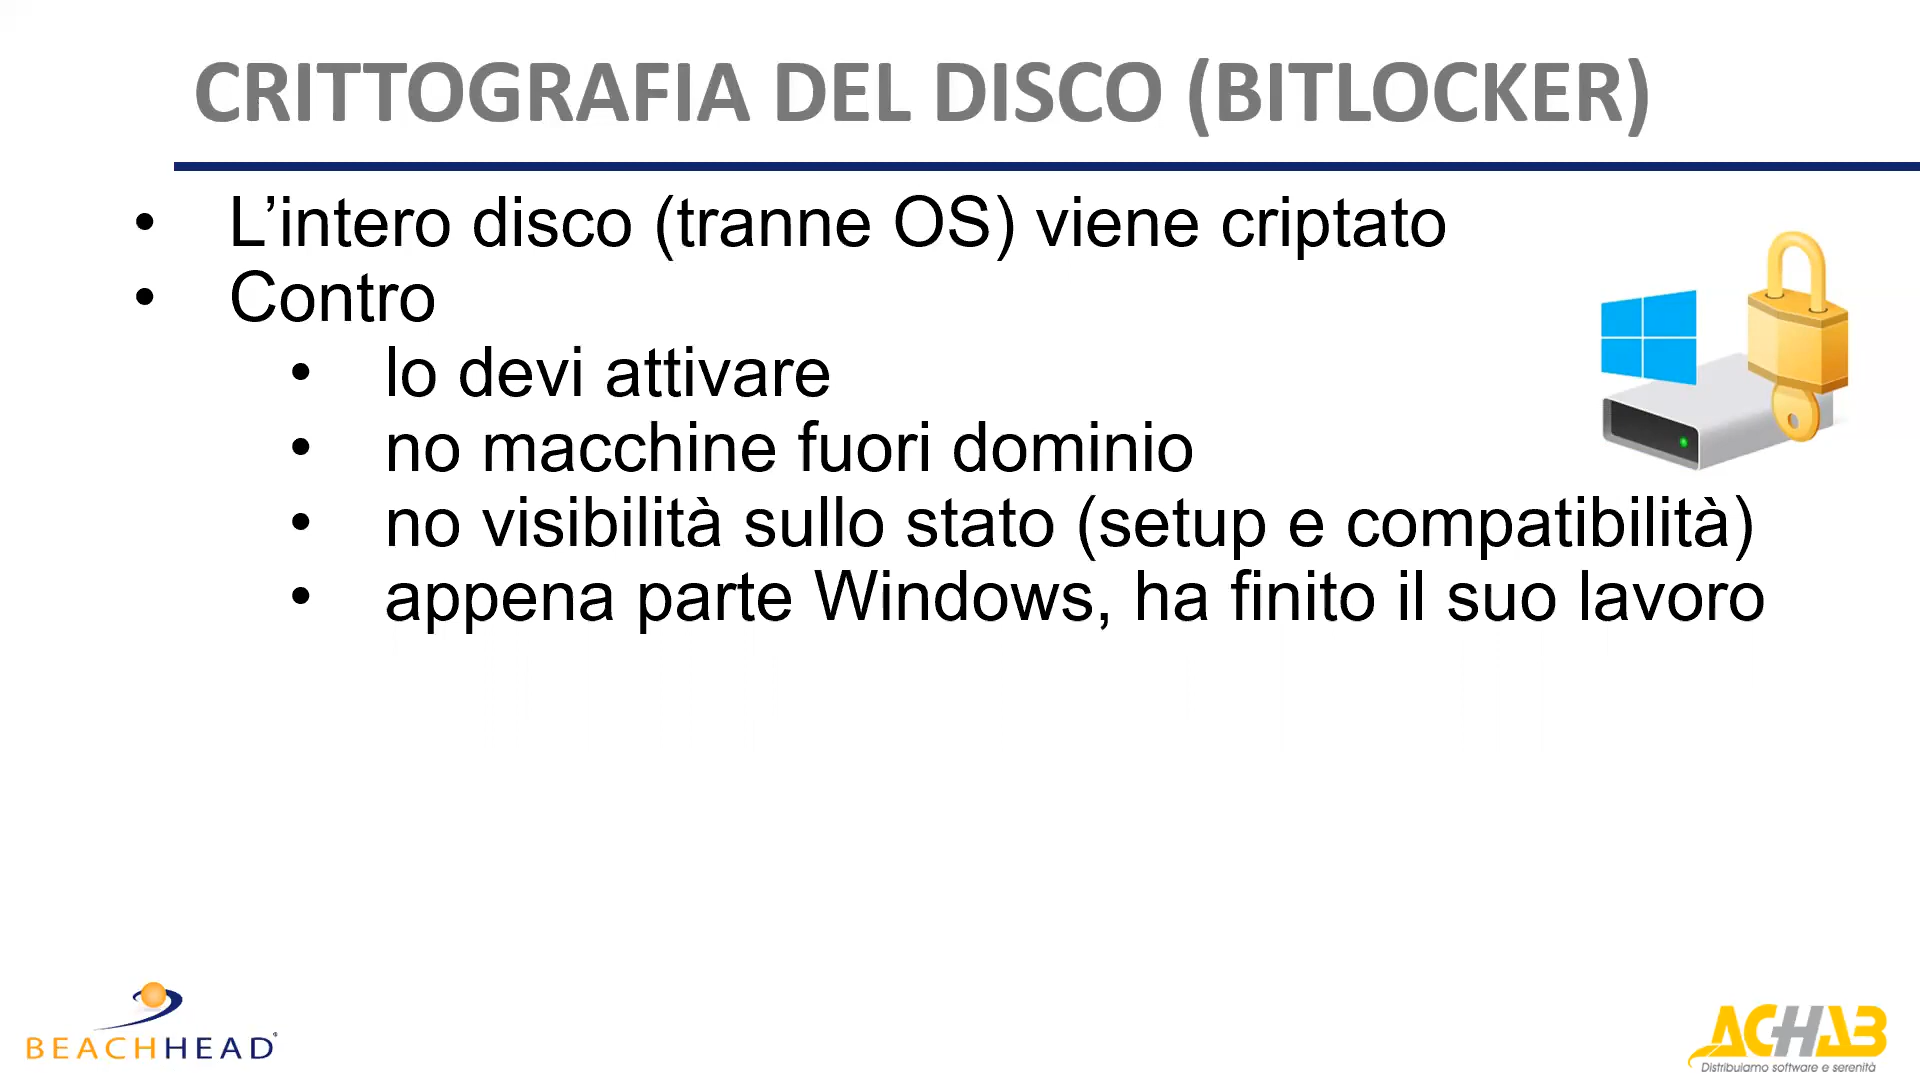 CRITTOGRAFIA DEL DISCO (BITLOCKER)
• L’intero disco (tranne OS) viene criptato
• Contro
• lo devi attivare
• no macchine fuori dominio
• no visibilità sullo stato (setup e compatibilità)
• appena parte Windows, ha finito il suo lavoro
BEACHHEAD®
ACHAB
Distribuiamo software e serenità